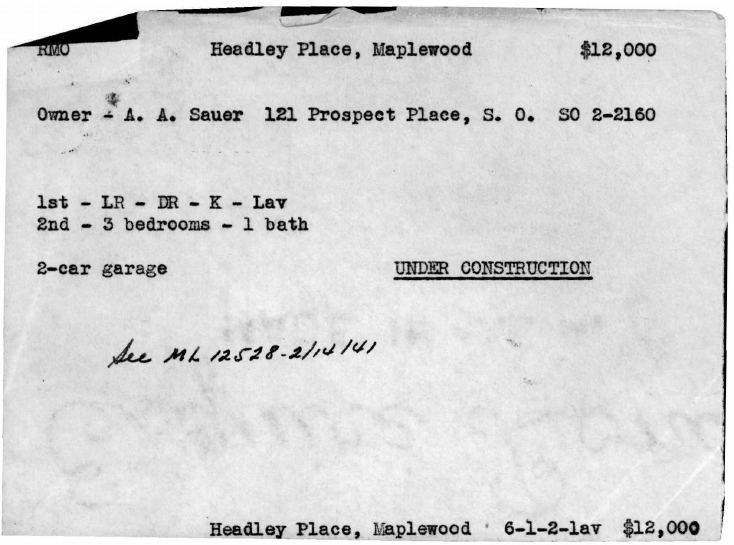 RMO Headley Place, Maplewood $12,000
Owner - A. A. Sauer 121 Prospect Place, S. O. SO 2-2160
1st - LR - DR - K - Lav
2nd - 3 bedrooms - 1 bath
2-car garage UNDER CONSTRUCTION
See ML 12528-2/14/41
Headley Place, Maplewood 6-1-2-lav $12,000